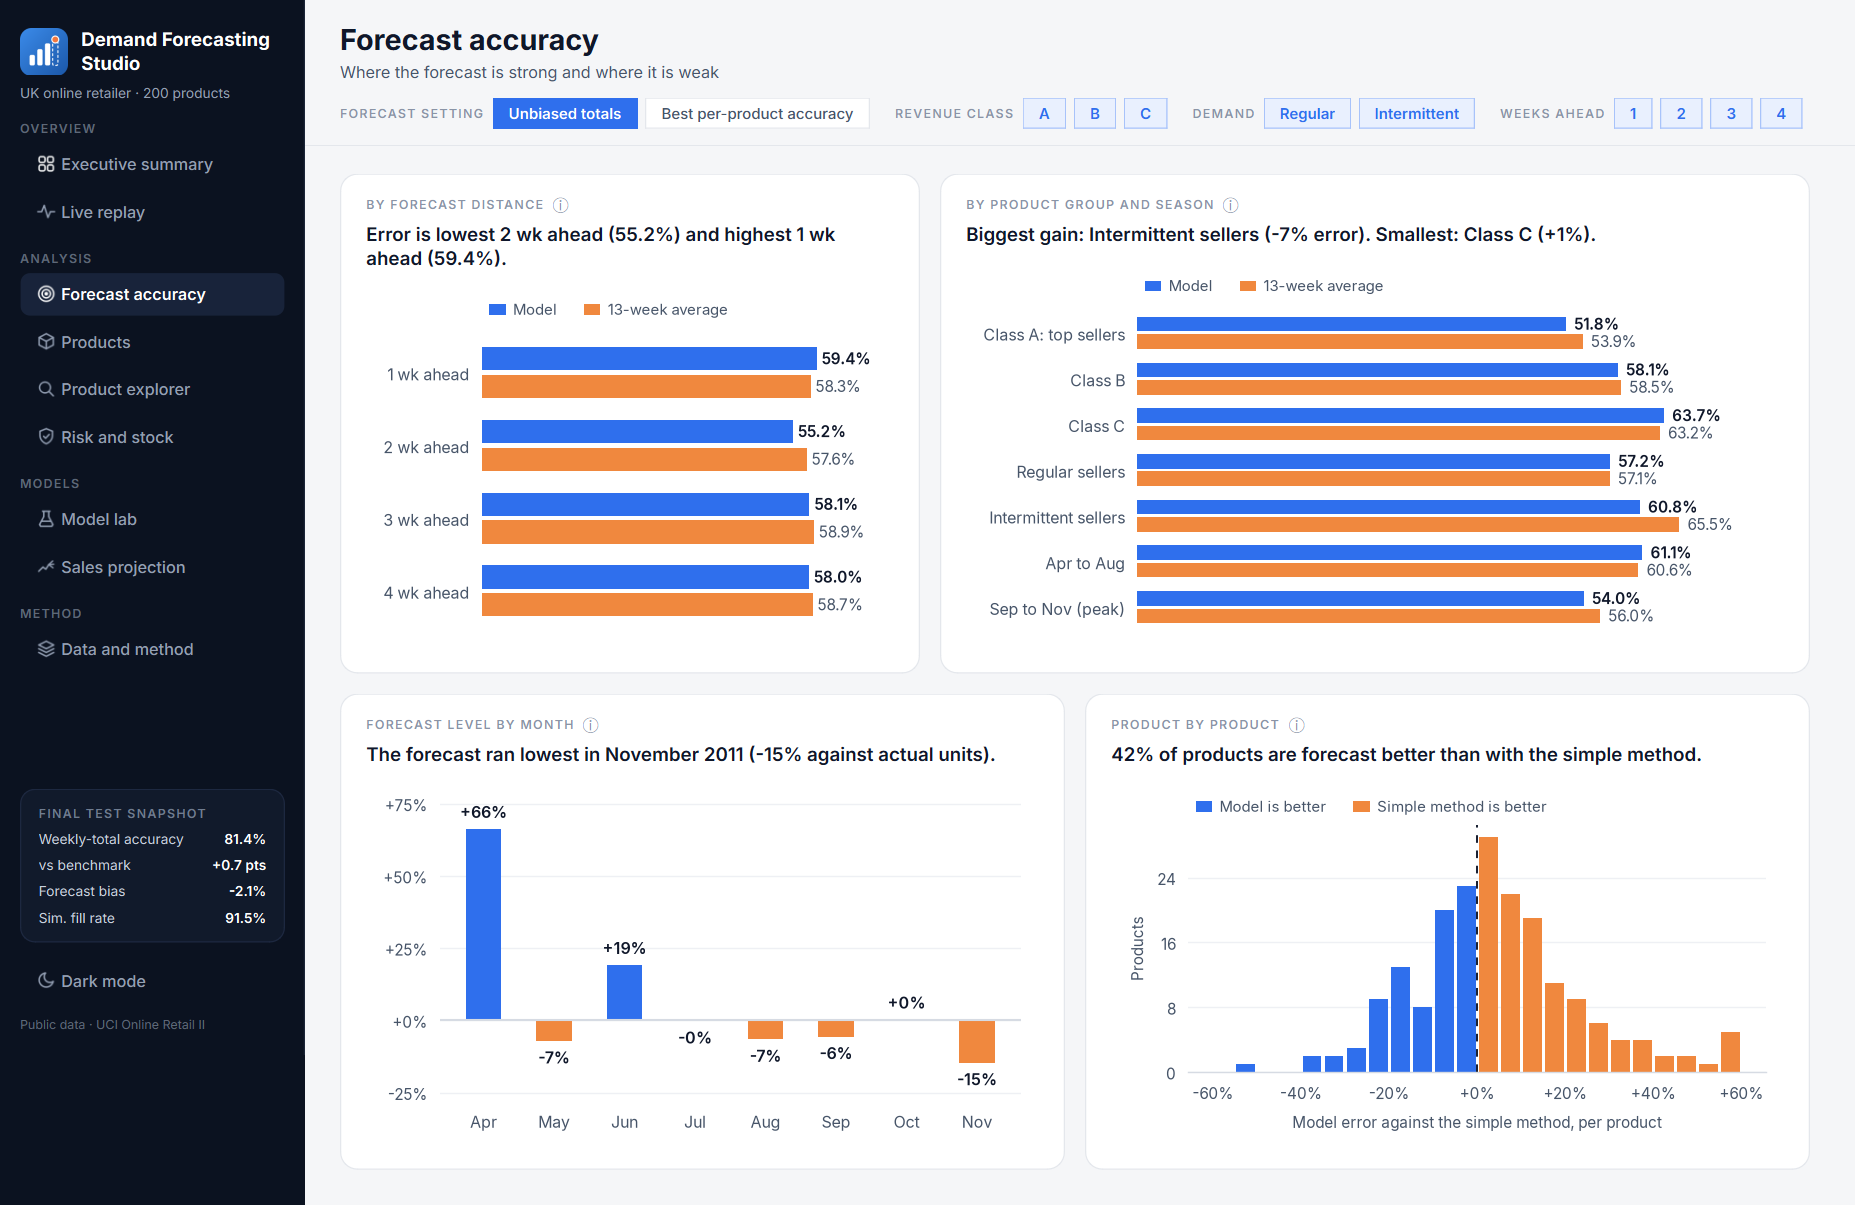 Demand Forecasting
Studio
UK online retailer · 200 products
OVERVIEW
Executive summary
Live replay
ANALYSIS
Forecast accuracy
Products
Product explorer
Risk and stock
MODELS
Model lab
Sales projection
METHOD
Data and method
FINAL TEST SNAPSHOT
Weekly-total accuracy 81.4%
vs benchmark +0.7 pts
Forecast bias -2.1%
Sim. fill rate 91.5%
Dark mode
Public data · UCI Online Retail II
Forecast accuracy
Where the forecast is strong and where it is weak
FORECAST SETTING Unbiased totals Best per-product accuracy REVENUE CLASS A B C DEMAND Regular Intermittent WEEKS AHEAD 1 2 3 4
BY FORECAST DISTANCE
Error is lowest 2 wk ahead (55.2%) and highest 1 wk
ahead (59.4%).
Model 13-week average
1 wk ahead 59.4%
58.3%
2 wk ahead 55.2%
57.6%
3 wk ahead 58.1%
58.9%
4 wk ahead 58.0%
58.7%
BY PRODUCT GROUP AND SEASON
Biggest gain: Intermittent sellers (-7% error). Smallest: Class C (+1%).
Model 13-week average
Class A: top sellers 51.8%
53.9%
Class B 58.1%
58.5%
Class C 63.7%
63.2%
Regular sellers 57.2%
57.1%
Intermittent sellers 60.8%
65.5%
Apr to Aug 61.1%
60.6%
Sep to Nov (peak) 54.0%
56.0%
FORECAST LEVEL BY MONTH
The forecast ran lowest in November 2011 (-15% against actual units).
+75%
+50%
+25%
+0%
-25%
+66%
-7%
+19%
-0%
-7%
-6%
+0%
-15%
Apr May Jun Jul Aug Sep Oct Nov
PRODUCT BY PRODUCT
42% of products are forecast better than with the simple method.
Model is better Simple method is better
Products
24
16
8
0
-60% -40% -20% +0% +20% +40% +60%
Model error against the simple method, per product